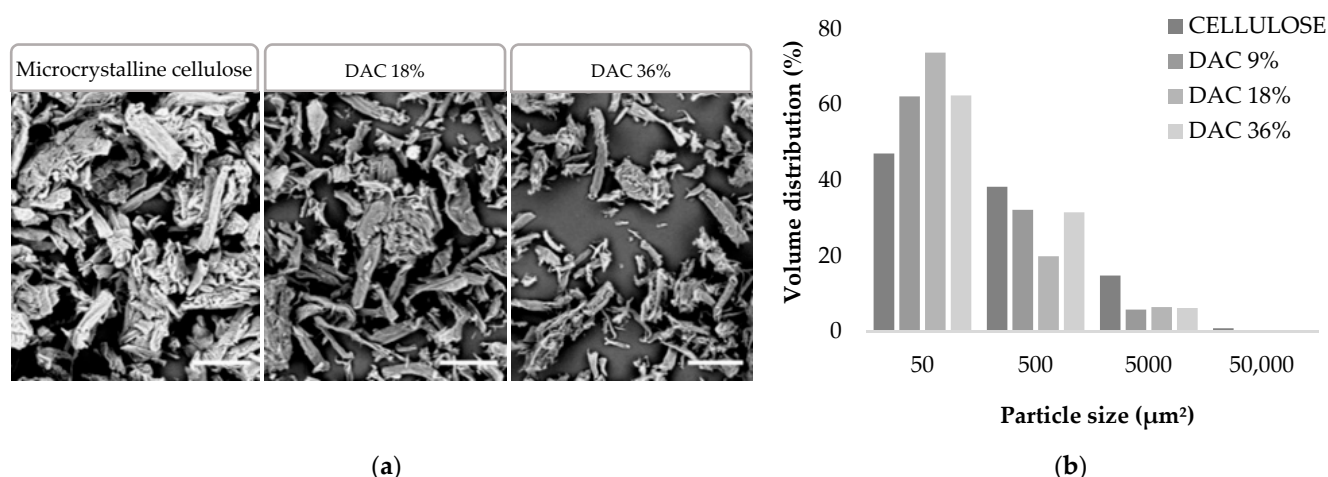 Microcrystalline cellulose
DAC 18%
DAC 36%
(a)
Volume distribution (%)
80
60
40
20
0
CELLULOSE
DAC 9%
DAC 18%
DAC 36%
50
500
5000
50,000
Particle size (µm²)
(b)